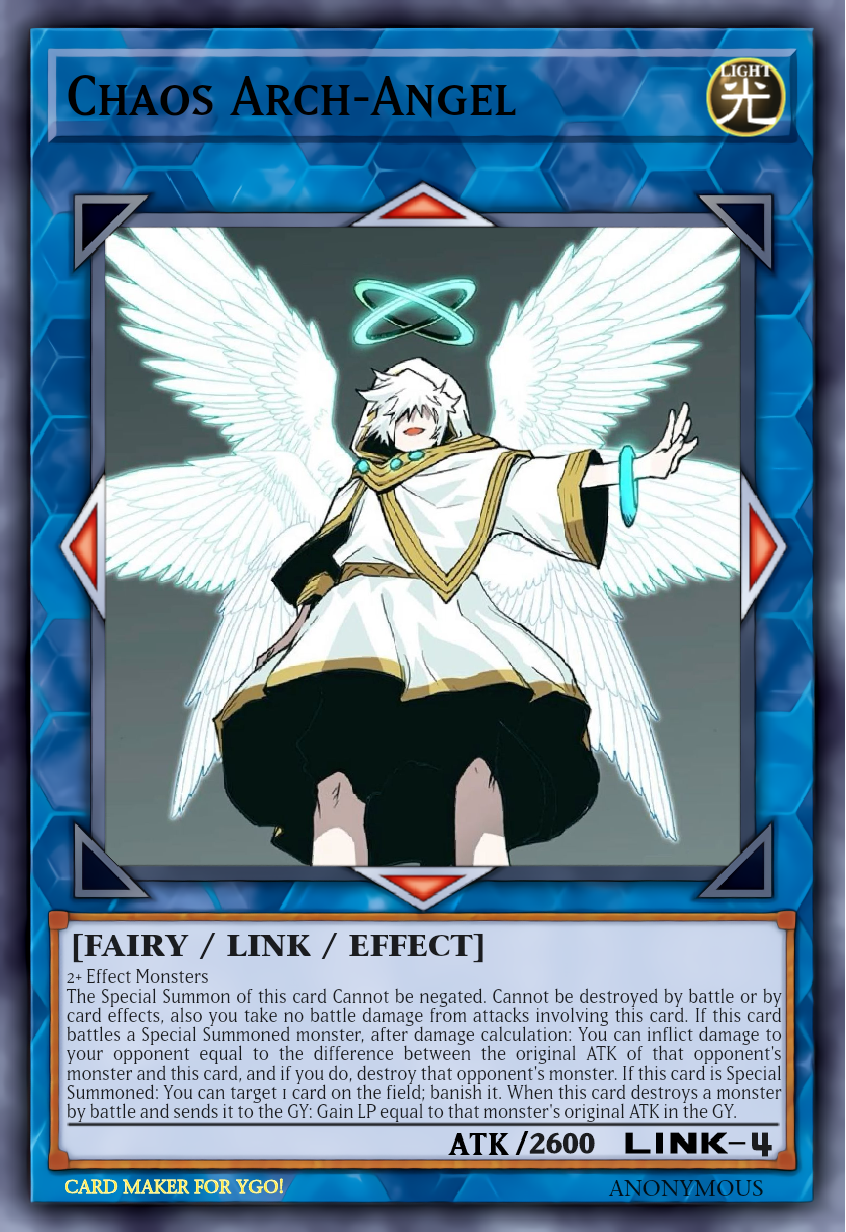 Chaos Arch-Angel
LIGHT
光
[FAIRY / LINK / EFFECT]
2+ Effect Monsters
The Special Summon of this card Cannot be negated. Cannot be destroyed by battle or by
card effects, also you take no battle damage from attacks involving this card. If this card
battles a Special Summoned monster, after damage calculation: You can inflict damage to
your opponent equal to the difference between the original ATK of that opponent's
monster and this card, and if you do, destroy that opponent's monster. If this card is Special
Summoned: You can target 1 card on the field; banish it. When this card destroys a monster
by battle and sends it to the GY: Gain LP equal to that monster's original ATK in the GY.
ATK/2600 LINK-4
CARD MAKER FOR YGO! ANONYMOUS